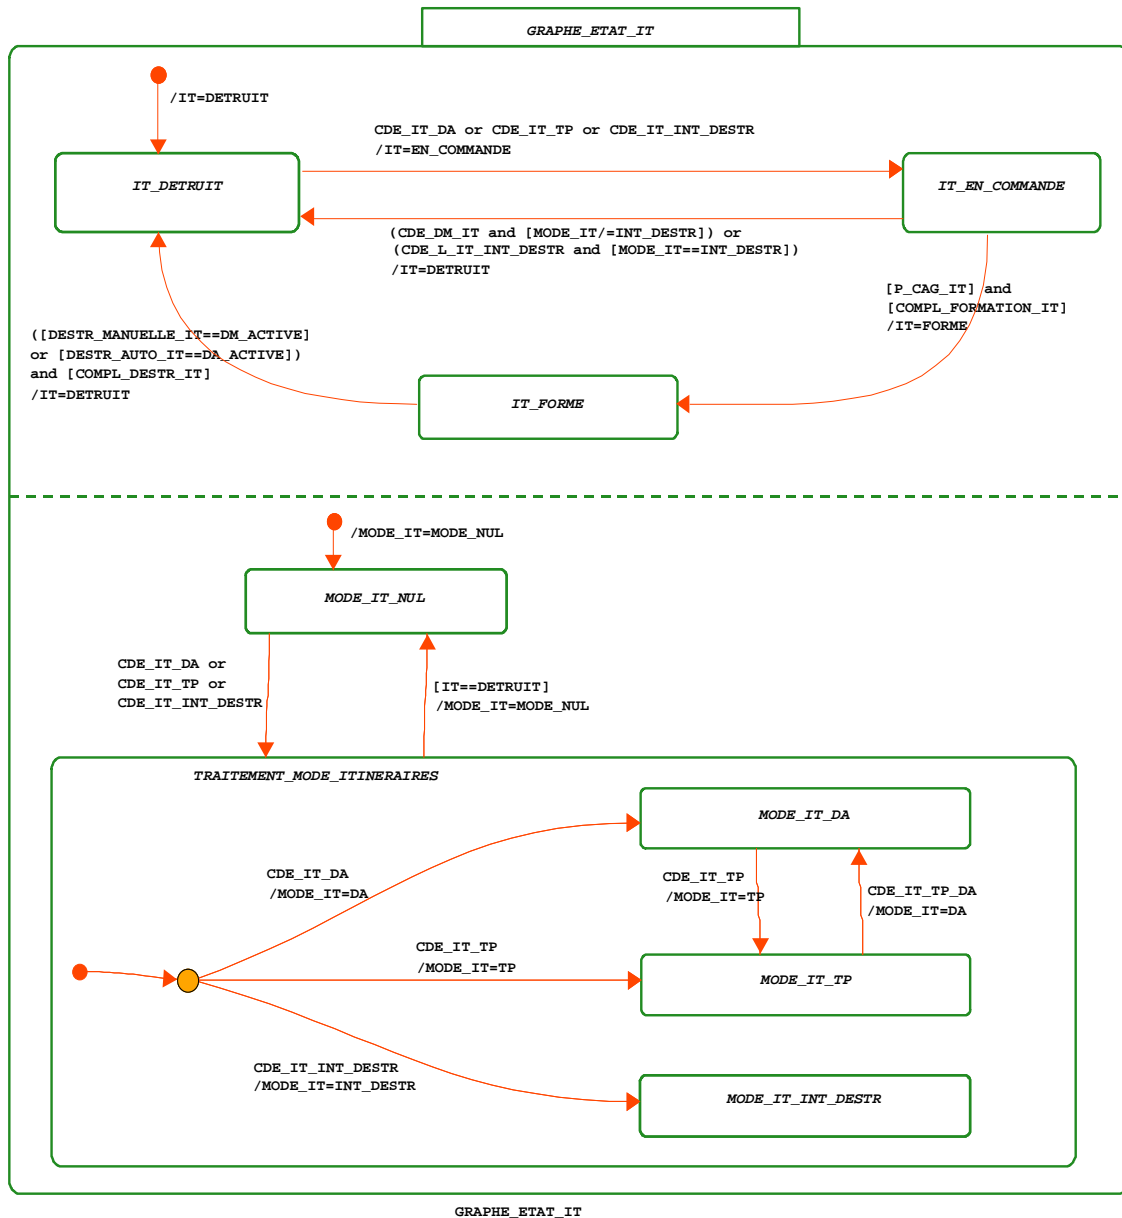 GRAPHE_ETAT_IT
/IT=DETRUIT
CDE_IT_DA or CDE_IT_TP or CDE_IT_INT_DESTR
/IT=EN_COMMANDE
IT_DETRUIT
IT_EN_COMMANDE
(CDE_DM_IT and [MODE_IT/=INT_DESTR]) or
(CDE_L_IT_INT_DESTR and [MODE_IT==INT_DESTR])
/IT=DETRUIT
[P_CAG_IT] and
[COMPL_FORMATION_IT]
/IT=FORME
([DESTR_MANUELLE_IT==DM_ACTIVE]
or [DESTR_AUTO_IT==DA_ACTIVE])
and [COMPL_DESTR_IT]
/IT=DETRUIT
IT_FORME
/MODE_IT=MODE_NUL
MODE_IT_NUL
CDE_IT_DA or
CDE_IT_TP or
CDE_IT_INT_DESTR
[IT==DETRUIT]
/MODE_IT=MODE_NUL
TRAITEMENT_MODE_ITINERAIRES
MODE_IT_DA
CDE_IT_DA
/MODE_IT=DA
CDE_IT_TP
/MODE_IT=TP
CDE_IT_TP_DA
/MODE_IT=DA
CDE_IT_TP
/MODE_IT=TP
MODE_IT_TP
CDE_IT_INT_DESTR
/MODE_IT=INT_DESTR
MODE_IT_INT_DESTR
GRAPHE_ETAT_IT